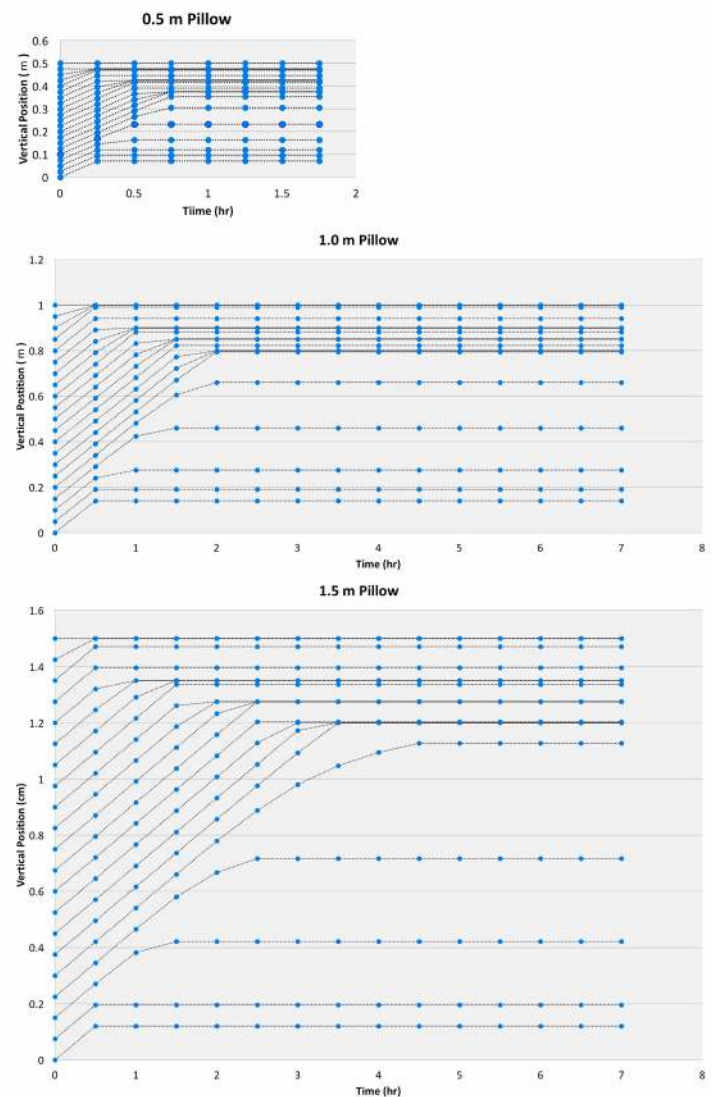 0.5 m Pillow
0.6
0.5
0.4
0.3
0.2
0.1
0
Vertical Position ( m )
0 0.5 1 1.5 2
Tiime (hr)
1.0 m Pillow
1.2
1
0.8
0.6
0.4
0.2
0
Vertical Postition ( m )
0 1 2 3 4 5 6 7 8
Time (hr)
1.5 m Pillow
1.6
1.4
1.2
1
0.8
0.6
0.4
0.2
0
Vertical Position (cm)
0 1 2 3 4 5 6 7 8
Time (hr)